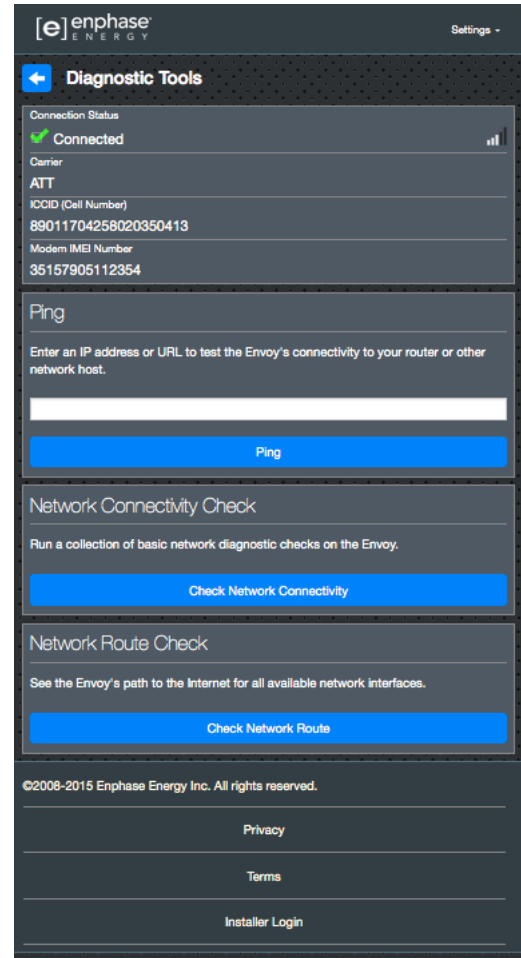 [e] enphase
ENERGY
Settings
Diagnostic Tools
Connection Status
Connected
Carrier
ATT
ICCID (Cell Number)
89011704258020350413
Modem IMEI Number
35157905112354
Ping
Enter an IP address or URL to test the Envoy's connectivity to your router or other
network host.
Ping
Network Connectivity Check
Run a collection of basic network diagnostic checks on the Envoy.
Check Network Connectivity
Network Route Check
See the Envoy's path to the Internet for all available network interfaces.
Check Network Route
©2008-2015 Enphase Energy Inc. All rights reserved.
Privacy
Terms
Installer Login